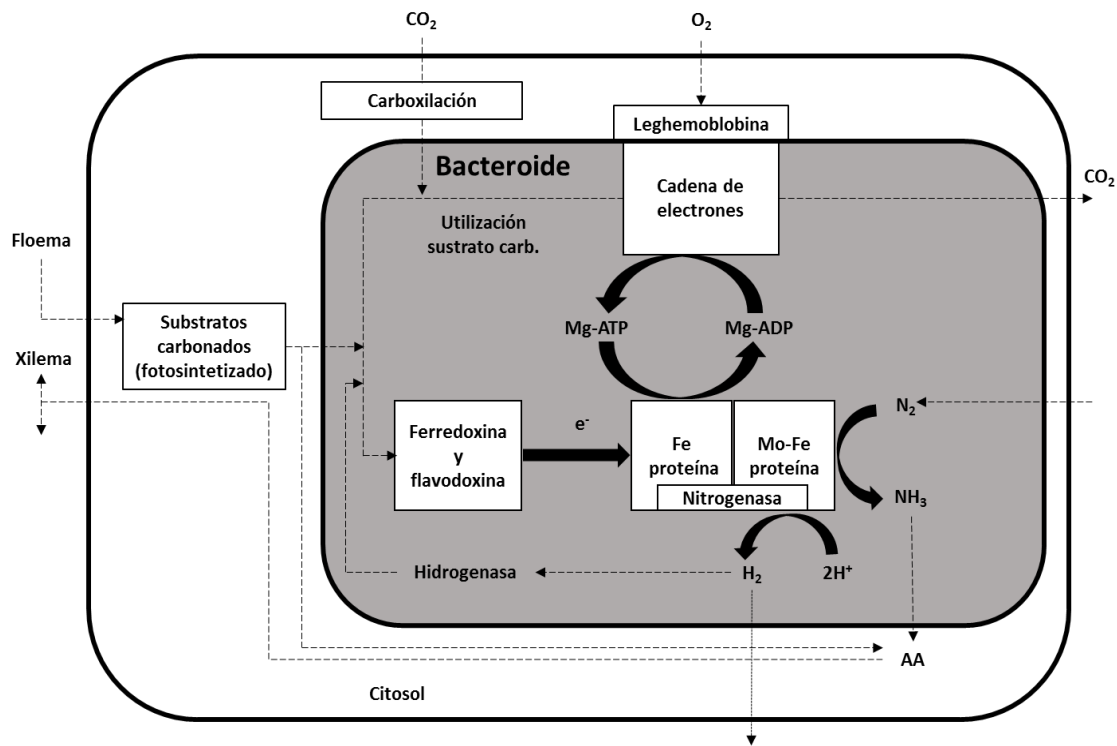 CO2
O2
Carboxilación
Leghemoblobina
Bacteroide
Cadena de
electrones
CO2
Utilización
sustrato carb.
Floema
Substratos
carbonados
(fotosintetizado)
Xilema
Mg-ATP
Mg-ADP
Ferredoxina
y
flavodoxina
e-
Fe
proteína
Mo-Fe
proteína
Nitrogenasa
N2
NH3
Hidrogenasa
H2
2H+
AA
Citosol